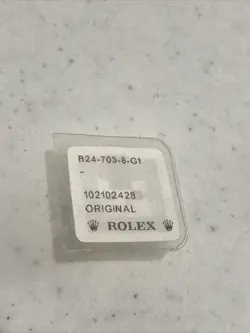 B24-703-8-G1
-
102102428
ORIGINAL
ROLEX